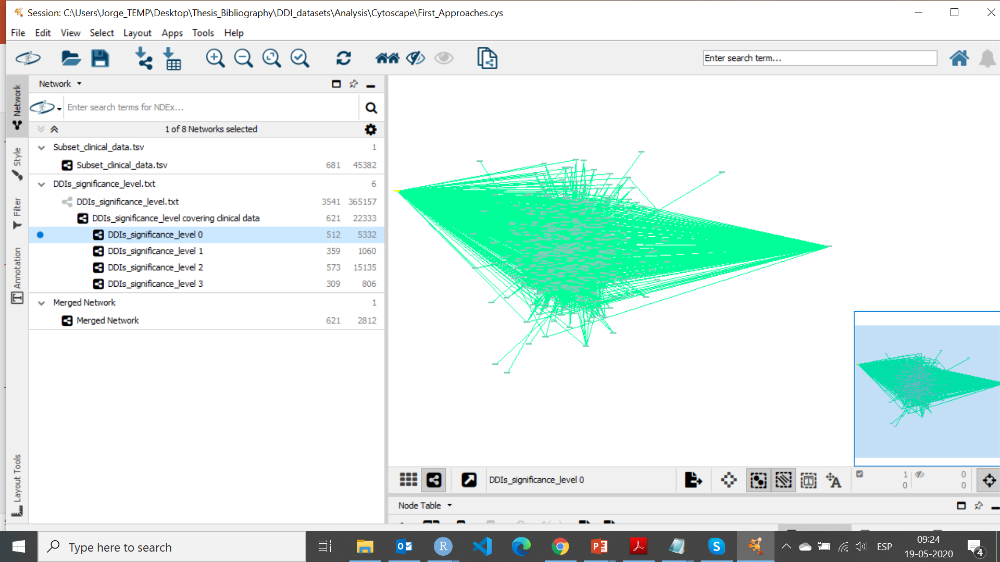 Session: C:\Users\Jorge_TEMP\Desktop\Thesis_Bibliography\DDI_datasets\Analysis\Cytoscape\First_Approaches.cys
File Edit View Select Layout Apps Tools Help
Enter search term...
Network
Enter search terms for NDEx...
1 of 8 Networks selected
Subset_clinical_data.tsv 1
Subset_clinical_data.tsv 681 45382
DDIs_significance_level.txt 6
DDIs_significance_level.txt 3541 365157
DDIs_significance_level covering clinical data 621 22333
DDIs_significance_level 0 512 5332
DDIs_significance_level 1 359 1060
DDIs_significance_level 2 573 15135
DDIs_significance_level 3 309 806
Merged Network 1
Merged Network 621 2812
Network
Style
Filter
Annotation
Layout Tools
DDIs_significance_level 0
T
A
1 0
0 0
Node Table
Type here to search
R
S
ESP
09:24
19-05-2020
4